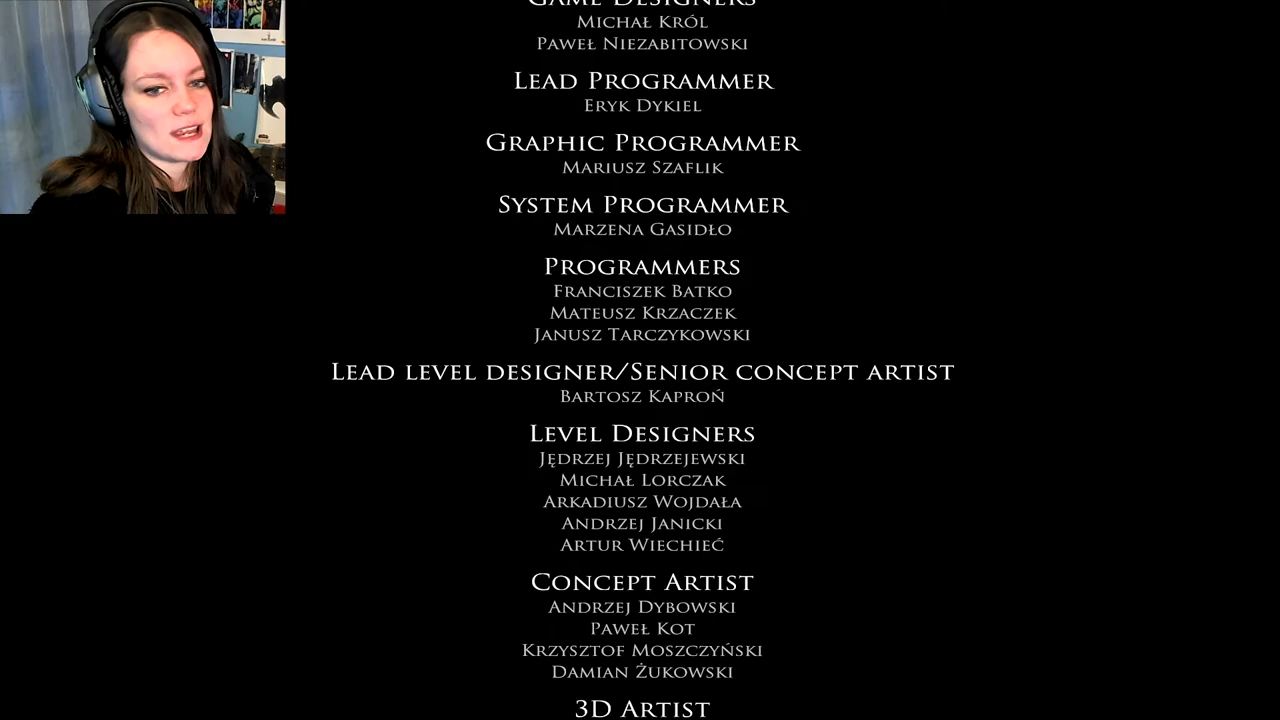 Game Designers
Michał Król
Paweł Niezabitowski
Lead Programmer
Eryk Dykiel
Graphic Programmer
Mariusz Szaflik
System Programmer
Marzena Gasidło
Programmers
Franciszek Batko
Mateusz Krzaczek
Janusz Tarczykowski
Lead level designer/Senior concept artist
Bartosz Kaproń
Level Designers
Jędrzej Jędrzejewski
Michał Lorczak
Arkadiusz Wojdała
Andrzej Janicki
Artur Wiechieć
Concept Artist
Andrzej Dybowski
Paweł Kot
Krzysztof Moszczyński
Damian Żukowski
3D Artist